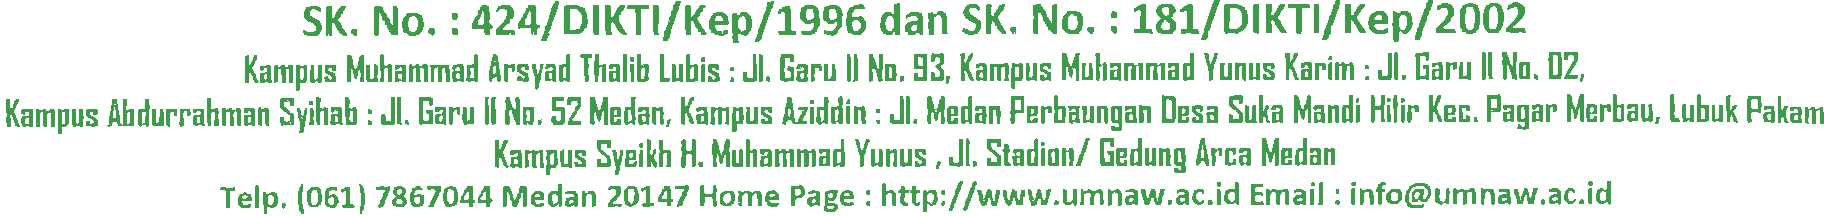 SK. No. : 424/DIKTI/Kep/1996 dan SK. No. : 181/DIKTI/Kep/2002
Kampus Muhammad Arsyad Thalib Lubis : Jl. Garu II No. 93, Kampus Muhammad Yunus Karim : Jl. Garu II No. 02,
Kampus Abdurrahman Syihab : Jl. Garu II No. 52 Medan, Kampus Aziddin : Jl. Medan Perbaungan Desa Suka Mandi Hilir Kec. Pagar Merbau, Lubuk Pakam
Kampus Syeikh H. Muhammad Yunus , Jl. Stadion/ Gedung Arca Medan
Telp. (061) 7867044 Medan 20147 Home Page : http://www.umnaw.ac.id Email : info@umnaw.ac.id